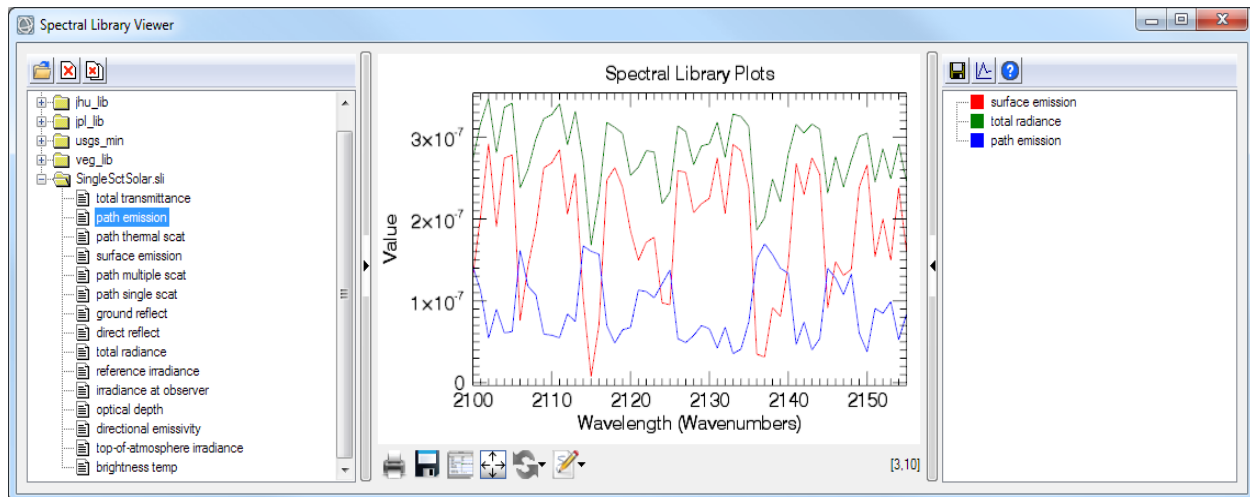 Spectral Library Viewer
jhu_lib
jpl_lib
usgs_min
veg_lib
SingleSctSolar.sli
total transmittance
path emission
path thermal scat
surface emission
path multiple scat
path single scat
ground reflect
direct reflect
total radiance
reference irradiance
irradiance at observer
optical depth
directional emissivity
top-of-atmosphere irradiance
brightness temp
Spectral Library Plots
Value
3×10⁻⁷
2×10⁻⁷
1×10⁻⁷
0
2100 2110 2120 2130 2140 2150
Wavelength (Wavenumbers)
[3,10]
surface emission
total radiance
path emission